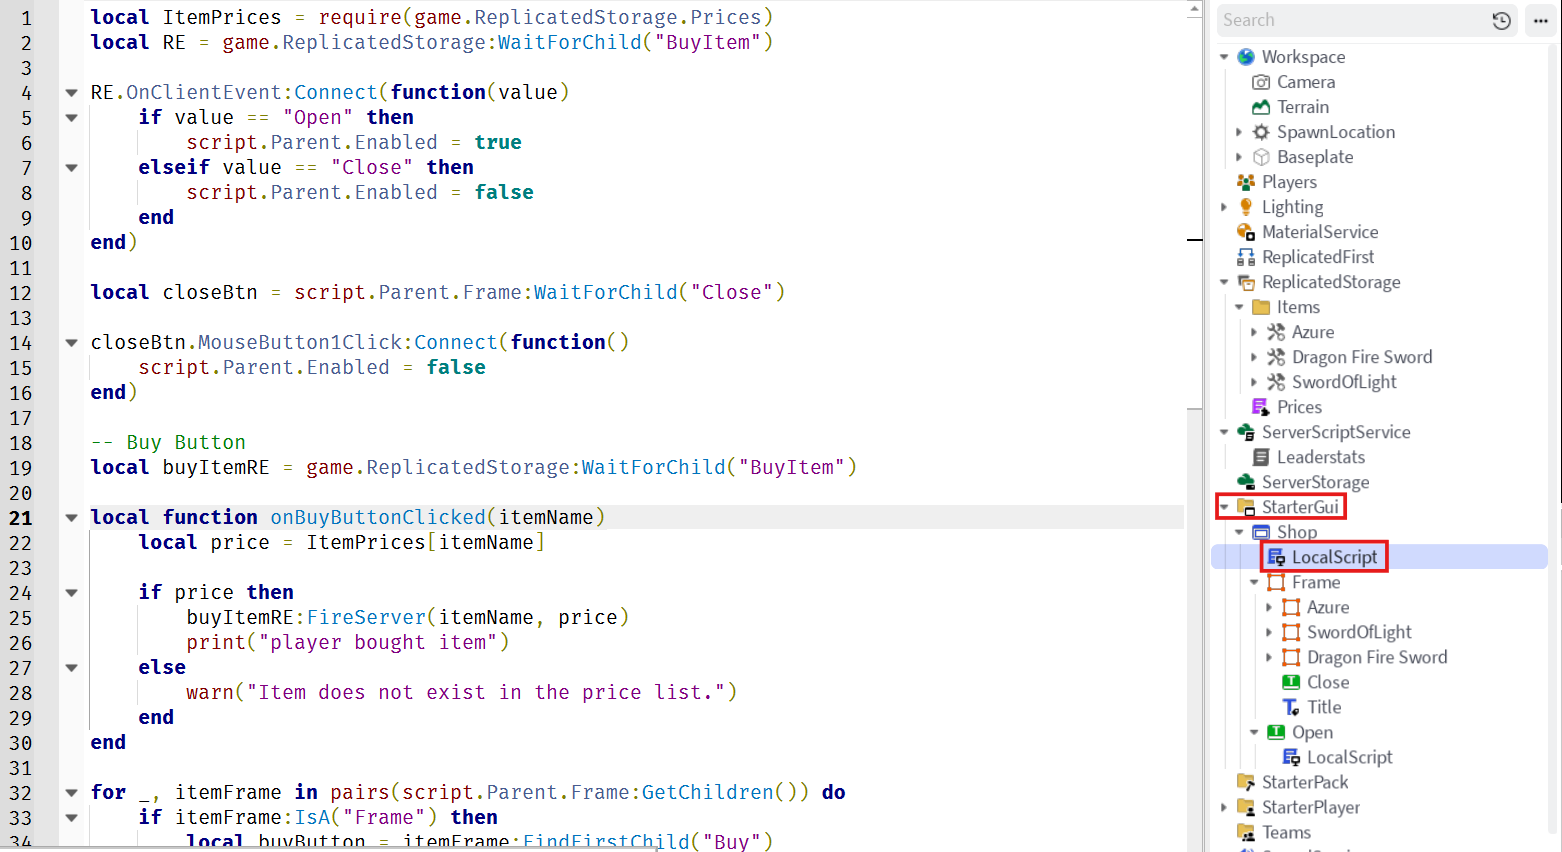 1 local ItemPrices = require(game.ReplicatedStorage.Prices)
2 local RE = game.ReplicatedStorage:WaitForChild("BuyItem")
3
4 RE.OnClientEvent:Connect(function(value)
5 if value == "Open" then
6 script.Parent.Enabled = true
7 elseif value == "Close" then
8 script.Parent.Enabled = false
9 end
10 end)
11
12 local closeBtn = script.Parent.Frame:WaitForChild("Close")
13
14 closeBtn.MouseButton1Click:Connect(function()
15 script.Parent.Enabled = false
16 end)
17
18 -- Buy Button
19 local buyItemRE = game.ReplicatedStorage:WaitForChild("BuyItem")
20
21 local function onBuyButtonClicked(itemName)
22 local price = ItemPrices[itemName]
23
24 if price then
25 buyItemRE:FireServer(itemName, price)
26 print("player bought item")
27 else
28 warn("Item does not exist in the price list.")
29 end
30 end
31
32 for _, itemFrame in pairs(script.Parent.Frame:GetChildren()) do
33 if itemFrame:IsA("Frame") then
34 local buyButton = itemFrame:FindFirstChild("Buy")
Search
Workspace
Camera
Terrain
SpawnLocation
Baseplate
Players
Lighting
MaterialService
ReplicatedFirst
ReplicatedStorage
Items
Azure
Dragon Fire Sword
SwordOfLight
Prices
ServerScriptService
Leaderstats
ServerStorage
StarterGui
Shop
LocalScript
Frame
Azure
SwordOfLight
Dragon Fire Sword
Close
Title
Open
LocalScript
StarterPack
StarterPlayer
Teams